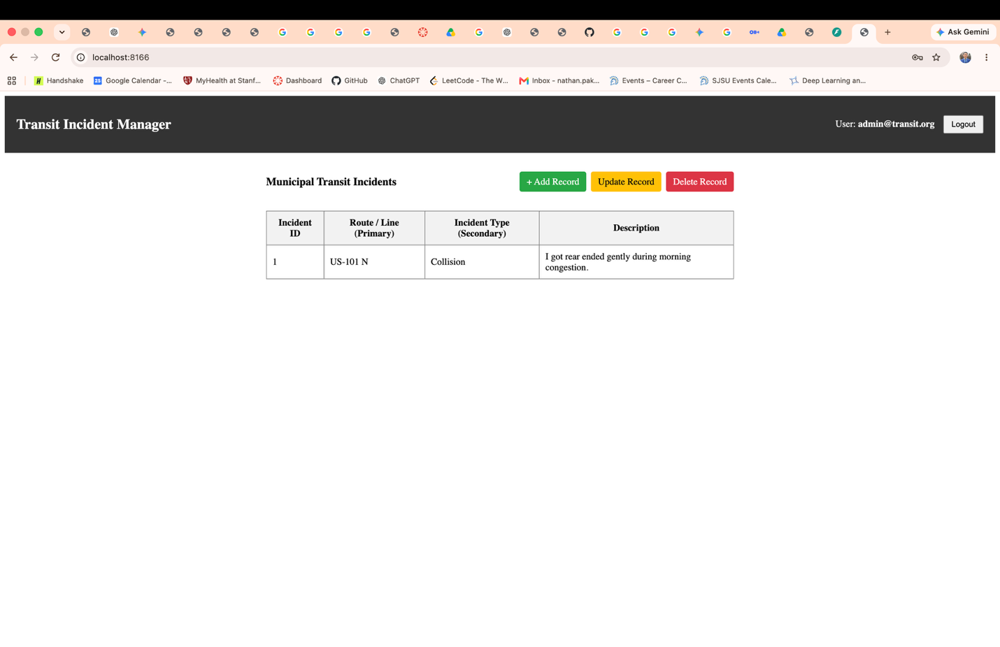 Ask Gemini
localhost:8166
Handshake
25 Google Calendar -...
MyHealth at Stanf...
Dashboard
GitHub
ChatGPT
LeetCode - The W...
Inbox - nathan.pak...
Events – Career C...
SJSU Events Cale...
Deep Learning an...
Transit Incident Manager
User: admin@transit.org
Logout
Municipal Transit Incidents
+ Add Record
Update Record
Delete Record
Incident
ID
Route / Line
(Primary)
Incident Type
(Secondary)
Description
1
US-101 N
Collision
I got rear ended gently during morning
congestion.